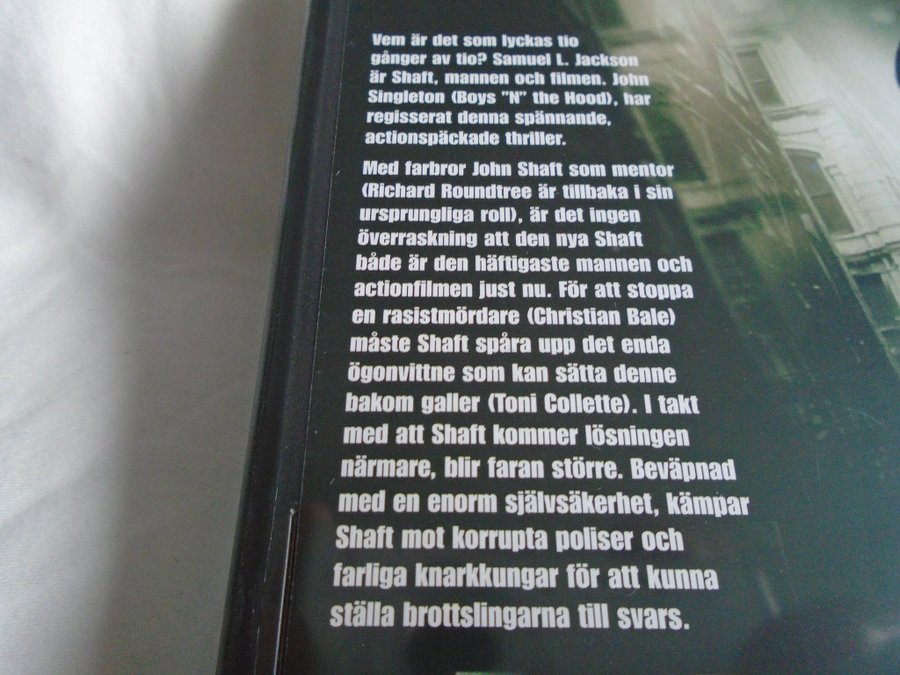 Vem är det som lyckas tio
gånger av tio? Samuel L. Jackson
är Shaft, mannen och filmen. John
Singleton (Boys ”N” the Hood), har
regisserat denna spännande,
actionspäckade thriller.
Med farbror John Shaft som mentor
(Richard Roundtree är tillbaka i sin
ursprungliga roll), är det ingen
överraskning att den nya Shaft
både är den häftigaste mannen och
actionfilmen just nu. För att stoppa
en rasistmördare (Christian Bale)
måste Shaft spåra upp det enda
ögonvittne som kan sätta denne
bakom galler (Toni Collette). I takt
med att Shaft kommer lösningen
närmare, blir faran större. Beväpnad
med en enorm självsäkerhet, kämpar
Shaft mot korrupta poliser och
farliga knarkkungar för att kunna
ställa brottslingarna till svars.